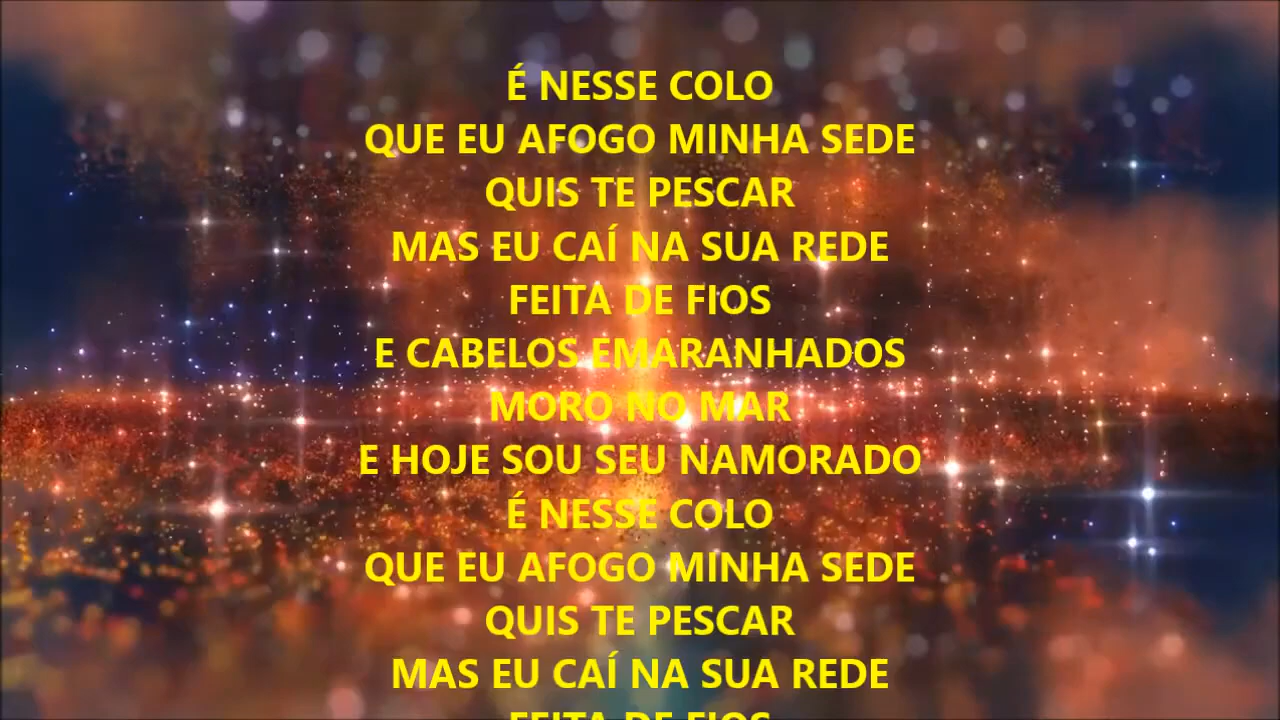 É NESSE COLO
QUE EU AFOGO MINHA SEDE
QUIS TE PESCAR
MAS EU CAÍ NA SUA REDE
FEITA DE FIOS
E CABELOS EMARANHADOS
MORO NO MAR
E HOJE SOU SEU NAMORADO
É NESSE COLO
QUE EU AFOGO MINHA SEDE
QUIS TE PESCAR
MAS EU CAÍ NA SUA REDE
FEITA DE FIOS